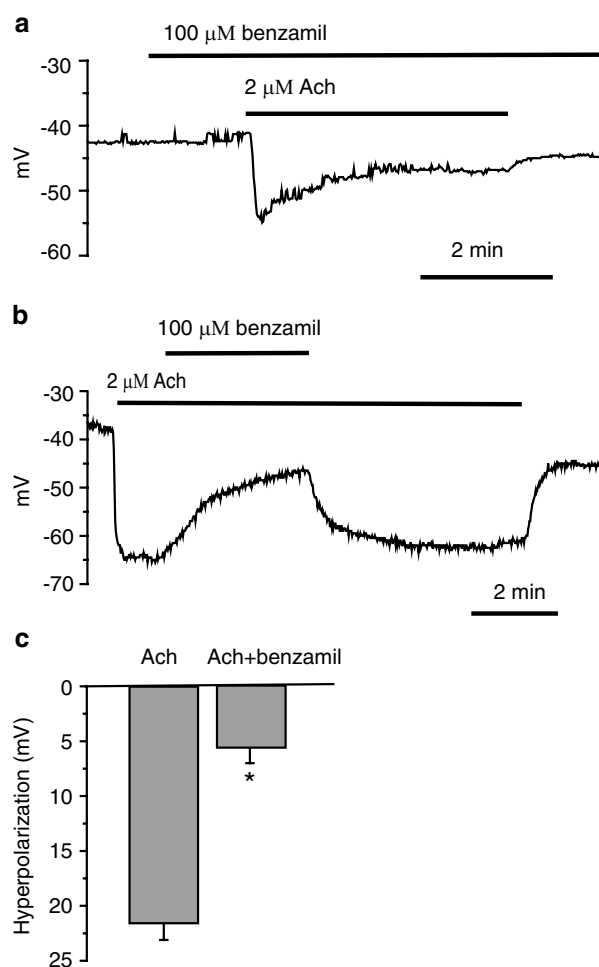 a
100 μM benzamil
-30
2 μM Ach
-40
mV
-50
-60
2 min
b
100 μM benzamil
-30
2 μM Ach
-40
mV
-50
-60
-70
2 min
c
Ach Ach+benzamil
0
5
*
10
Hyperpolarization (mV)
15
20
25